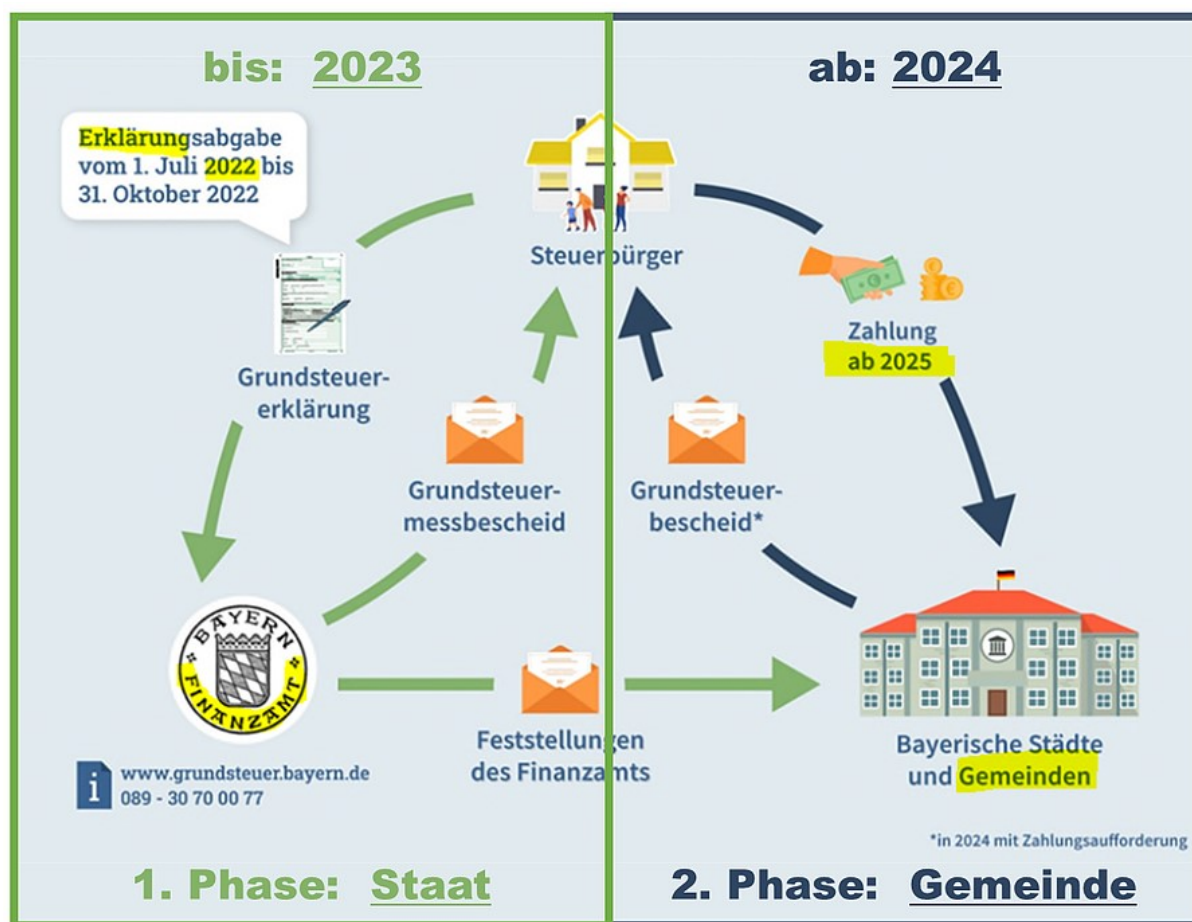 bis: 2023
ab: 2024
Erklärungsabgabe
vom 1. Juli 2022 bis
31. Oktober 2022
Steuerbürger
Grundsteuer-
erklärung
Zahlung
ab 2025
Grundsteuer-
messbescheid
Grundsteuer-
bescheid*
BAYERN
FINANZAMT
Feststellungen
des Finanzamts
Bayerische Städte
und Gemeinden
i
www.grundsteuer.bayern.de
089 - 30 70 00 77
*in 2024 mit Zahlungsaufforderung
1. Phase: Staat
2. Phase: Gemeinde